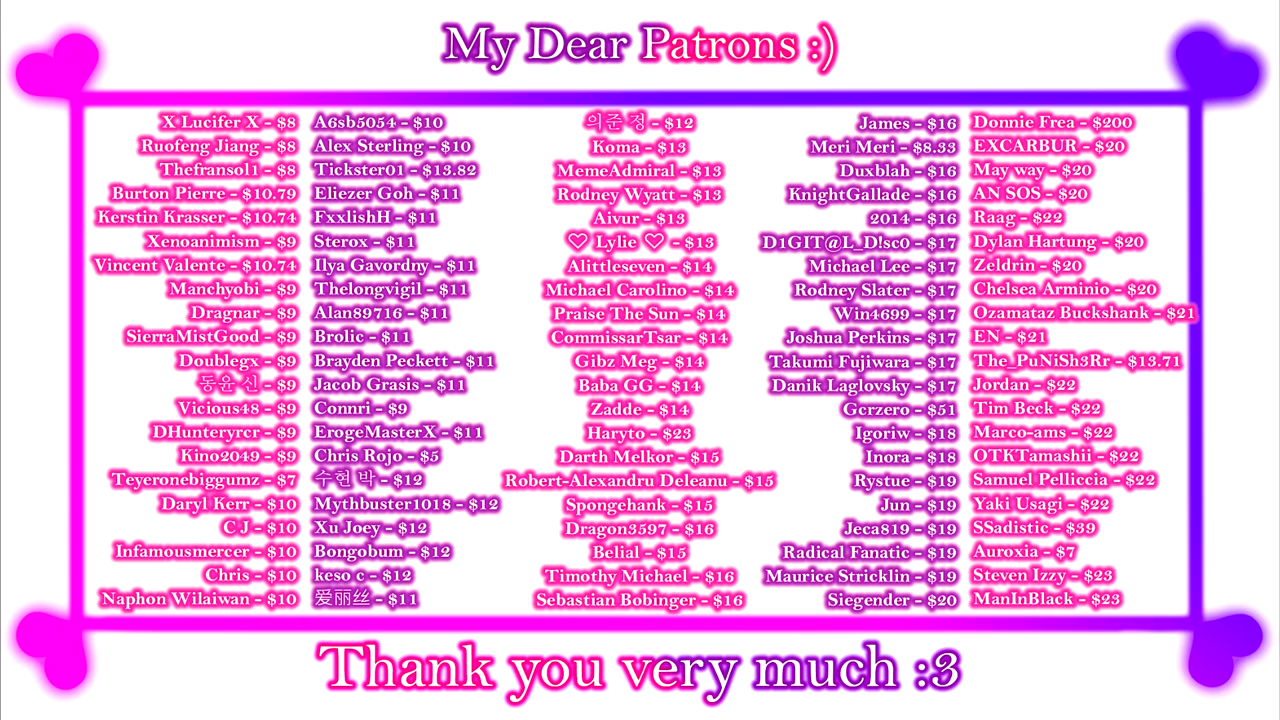 My Dear Patrons :)
X Lucifer X - $8
Ruofeng Jiang - $8
Thefransol1 - $8
Burton Pierre - $10.79
Kerstin Krasser - $10.74
Xenoanimism - $9
Vincent Valente - $10.74
Manchyobi - $9
Dragnar - $9
SierraMistGood - $9
Doublegx - $9
동윤 신 - $9
Vicious48 - $9
DHunteryrcr - $9
Kino2049 - $9
Teyeronebiggumz - $7
Daryl Kerr - $10
C J - $10
Infamousmercer - $10
Chris - $10
Naphon Wilaiwan - $10
A6sb5054 - $10
Alex Sterling - $10
Tickster01 - $13.82
Eliezer Goh - $11
FxxlishH - $11
Sterox - $11
Ilya Gavordny - $11
Thelongvigil - $11
Alan89716 - $11
Brolic - $11
Brayden Peckett - $11
Jacob Grasis - $11
Connri - $9
ErogeMasterX - $11
Chris Rojo - $5
수현 박 - $12
Mythbuster1018 - $12
Xu Joey - $12
Bongobum - $12
keso c - $12
爱丽丝 - $11
의준 정 - $12
Koma - $13
MemeAdmiral - $13
Rodney Wyatt - $13
Aivur - $13
♡ Lylie ♡ - $13
Alittleseven - $14
Michael Carolino - $14
Praise The Sun - $14
CommissarTsar - $14
Gibz Meg - $14
Baba GG - $14
Zadde - $14
Haryto - $23
Darth Melkor - $15
Robert-Alexandru Deleanu - $15
Spongehank - $15
Dragon3597 - $16
Belial - $15
Timothy Michael - $16
Sebastian Bobinger - $16
James - $16
Meri Meri - $8.33
Duxblah - $16
KnightGallade - $16
2014 - $16
D1GIT@L_D!sc0 - $17
Michael Lee - $17
Rodney Slater - $17
Win4699 - $17
Joshua Perkins - $17
Takumi Fujiwara - $17
Danik Laglovsky - $17
Gcrzero - $51
Igoriw - $18
Inora - $18
Rystue - $19
Jun - $19
Jeca819 - $19
Radical Fanatic - $19
Maurice Stricklin - $19
Siegender - $20
Donnie Frea - $200
EXCARBUR - $20
May way - $20
AN SOS - $20
Raag - $22
Dylan Hartung - $20
Zeldrin - $20
Chelsea Arminio - $20
Ozamataz Buckshank - $21
EN - $21
The_PuNiSh3Rr - $13.71
Jordan - $22
Tim Beck - $22
Marco-ams - $22
OTKTamashii - $22
Samuel Pelliccia - $22
Yaki Usagi - $22
SSadistic - $39
Auroxia - $7
Steven Izzy - $23
ManInBlack - $23
Thank you very much :3